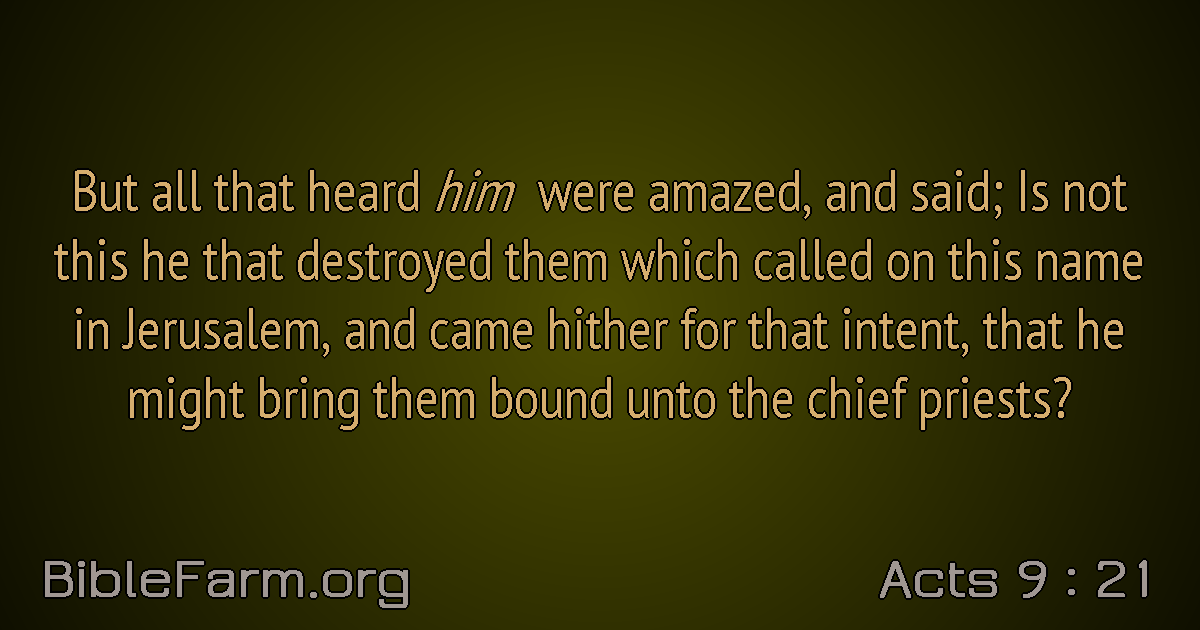 But all that heard him were amazed, and said; Is not
this he that destroyed them which called on this name
in Jerusalem, and came hither for that intent, that he
might bring them bound unto the chief priests?
BibleFarm.org
Acts 9 : 21